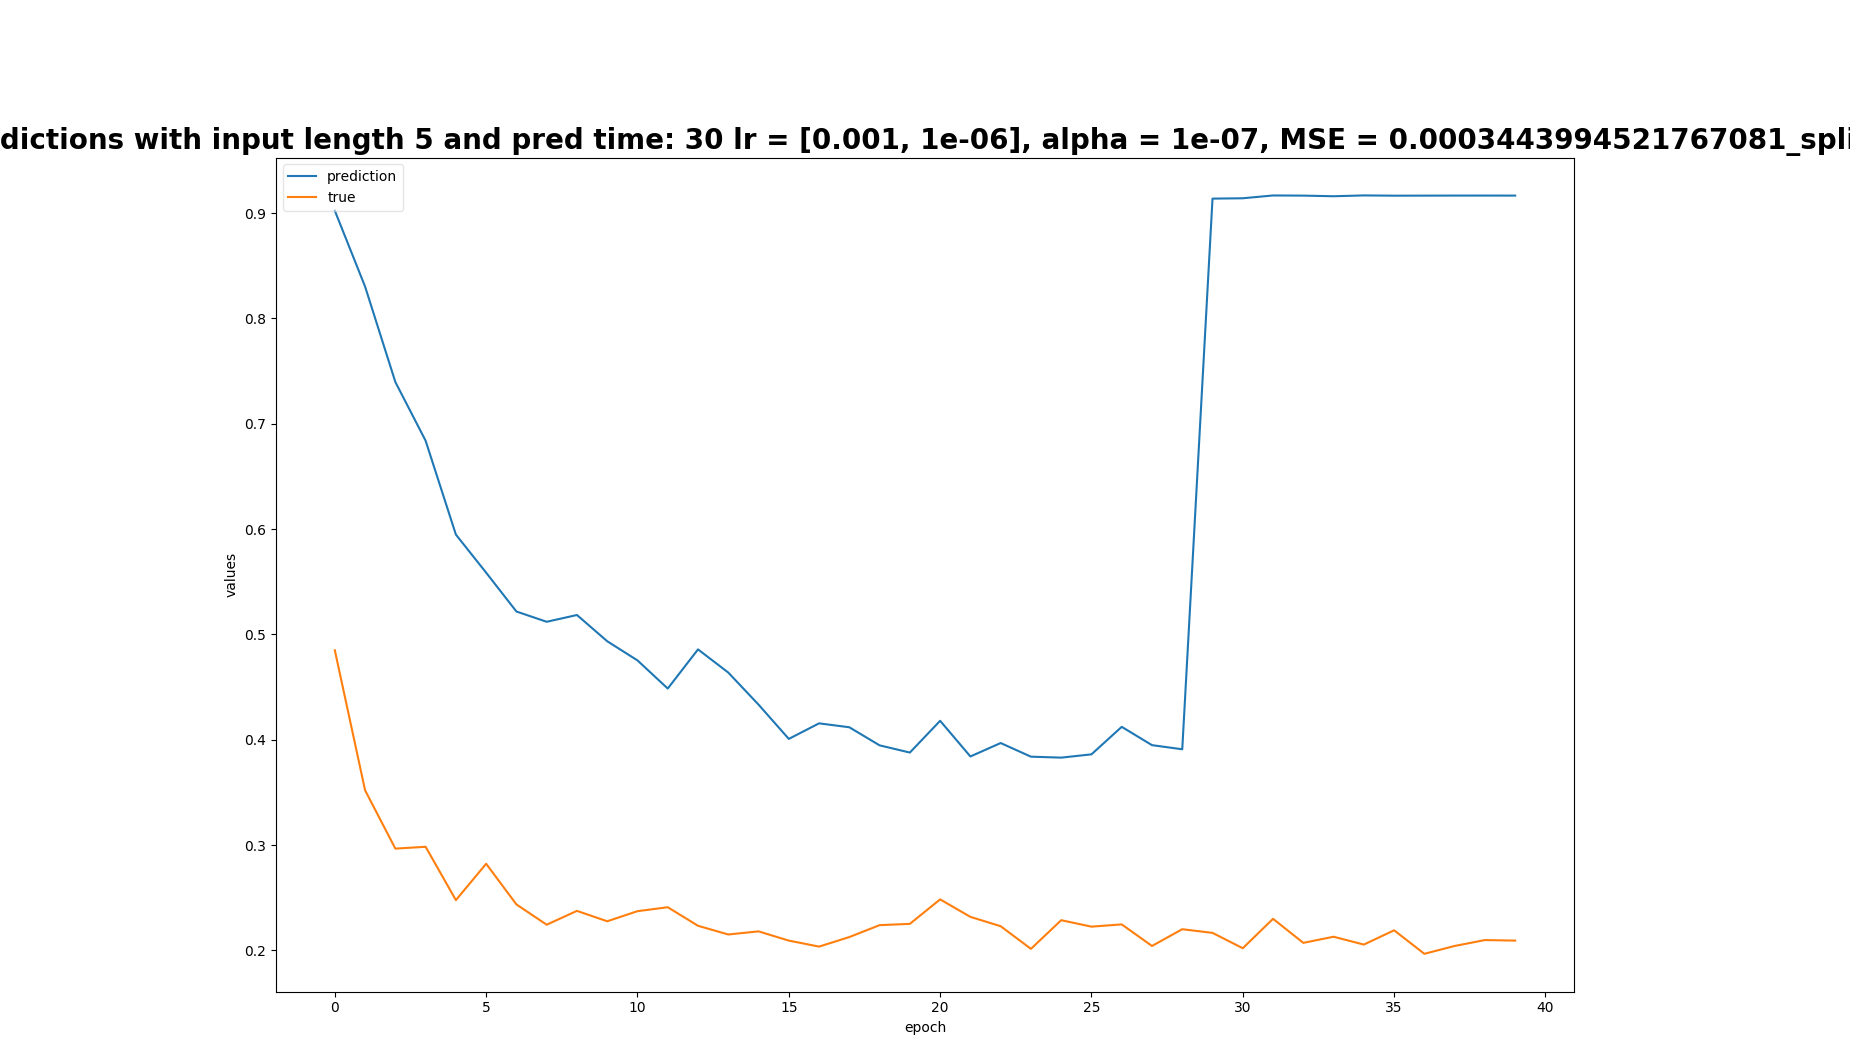 dictions with input length 5 and pred time: 30 lr = [0.001, 1e-06], alpha = 1e-07, MSE = 0.0003443994521767081_spli
prediction
true
0.9
0.8
0.7
0.6
0.5
0.4
0.3
0.2
values
0 5 10 15 20 25 30 35 40
epoch